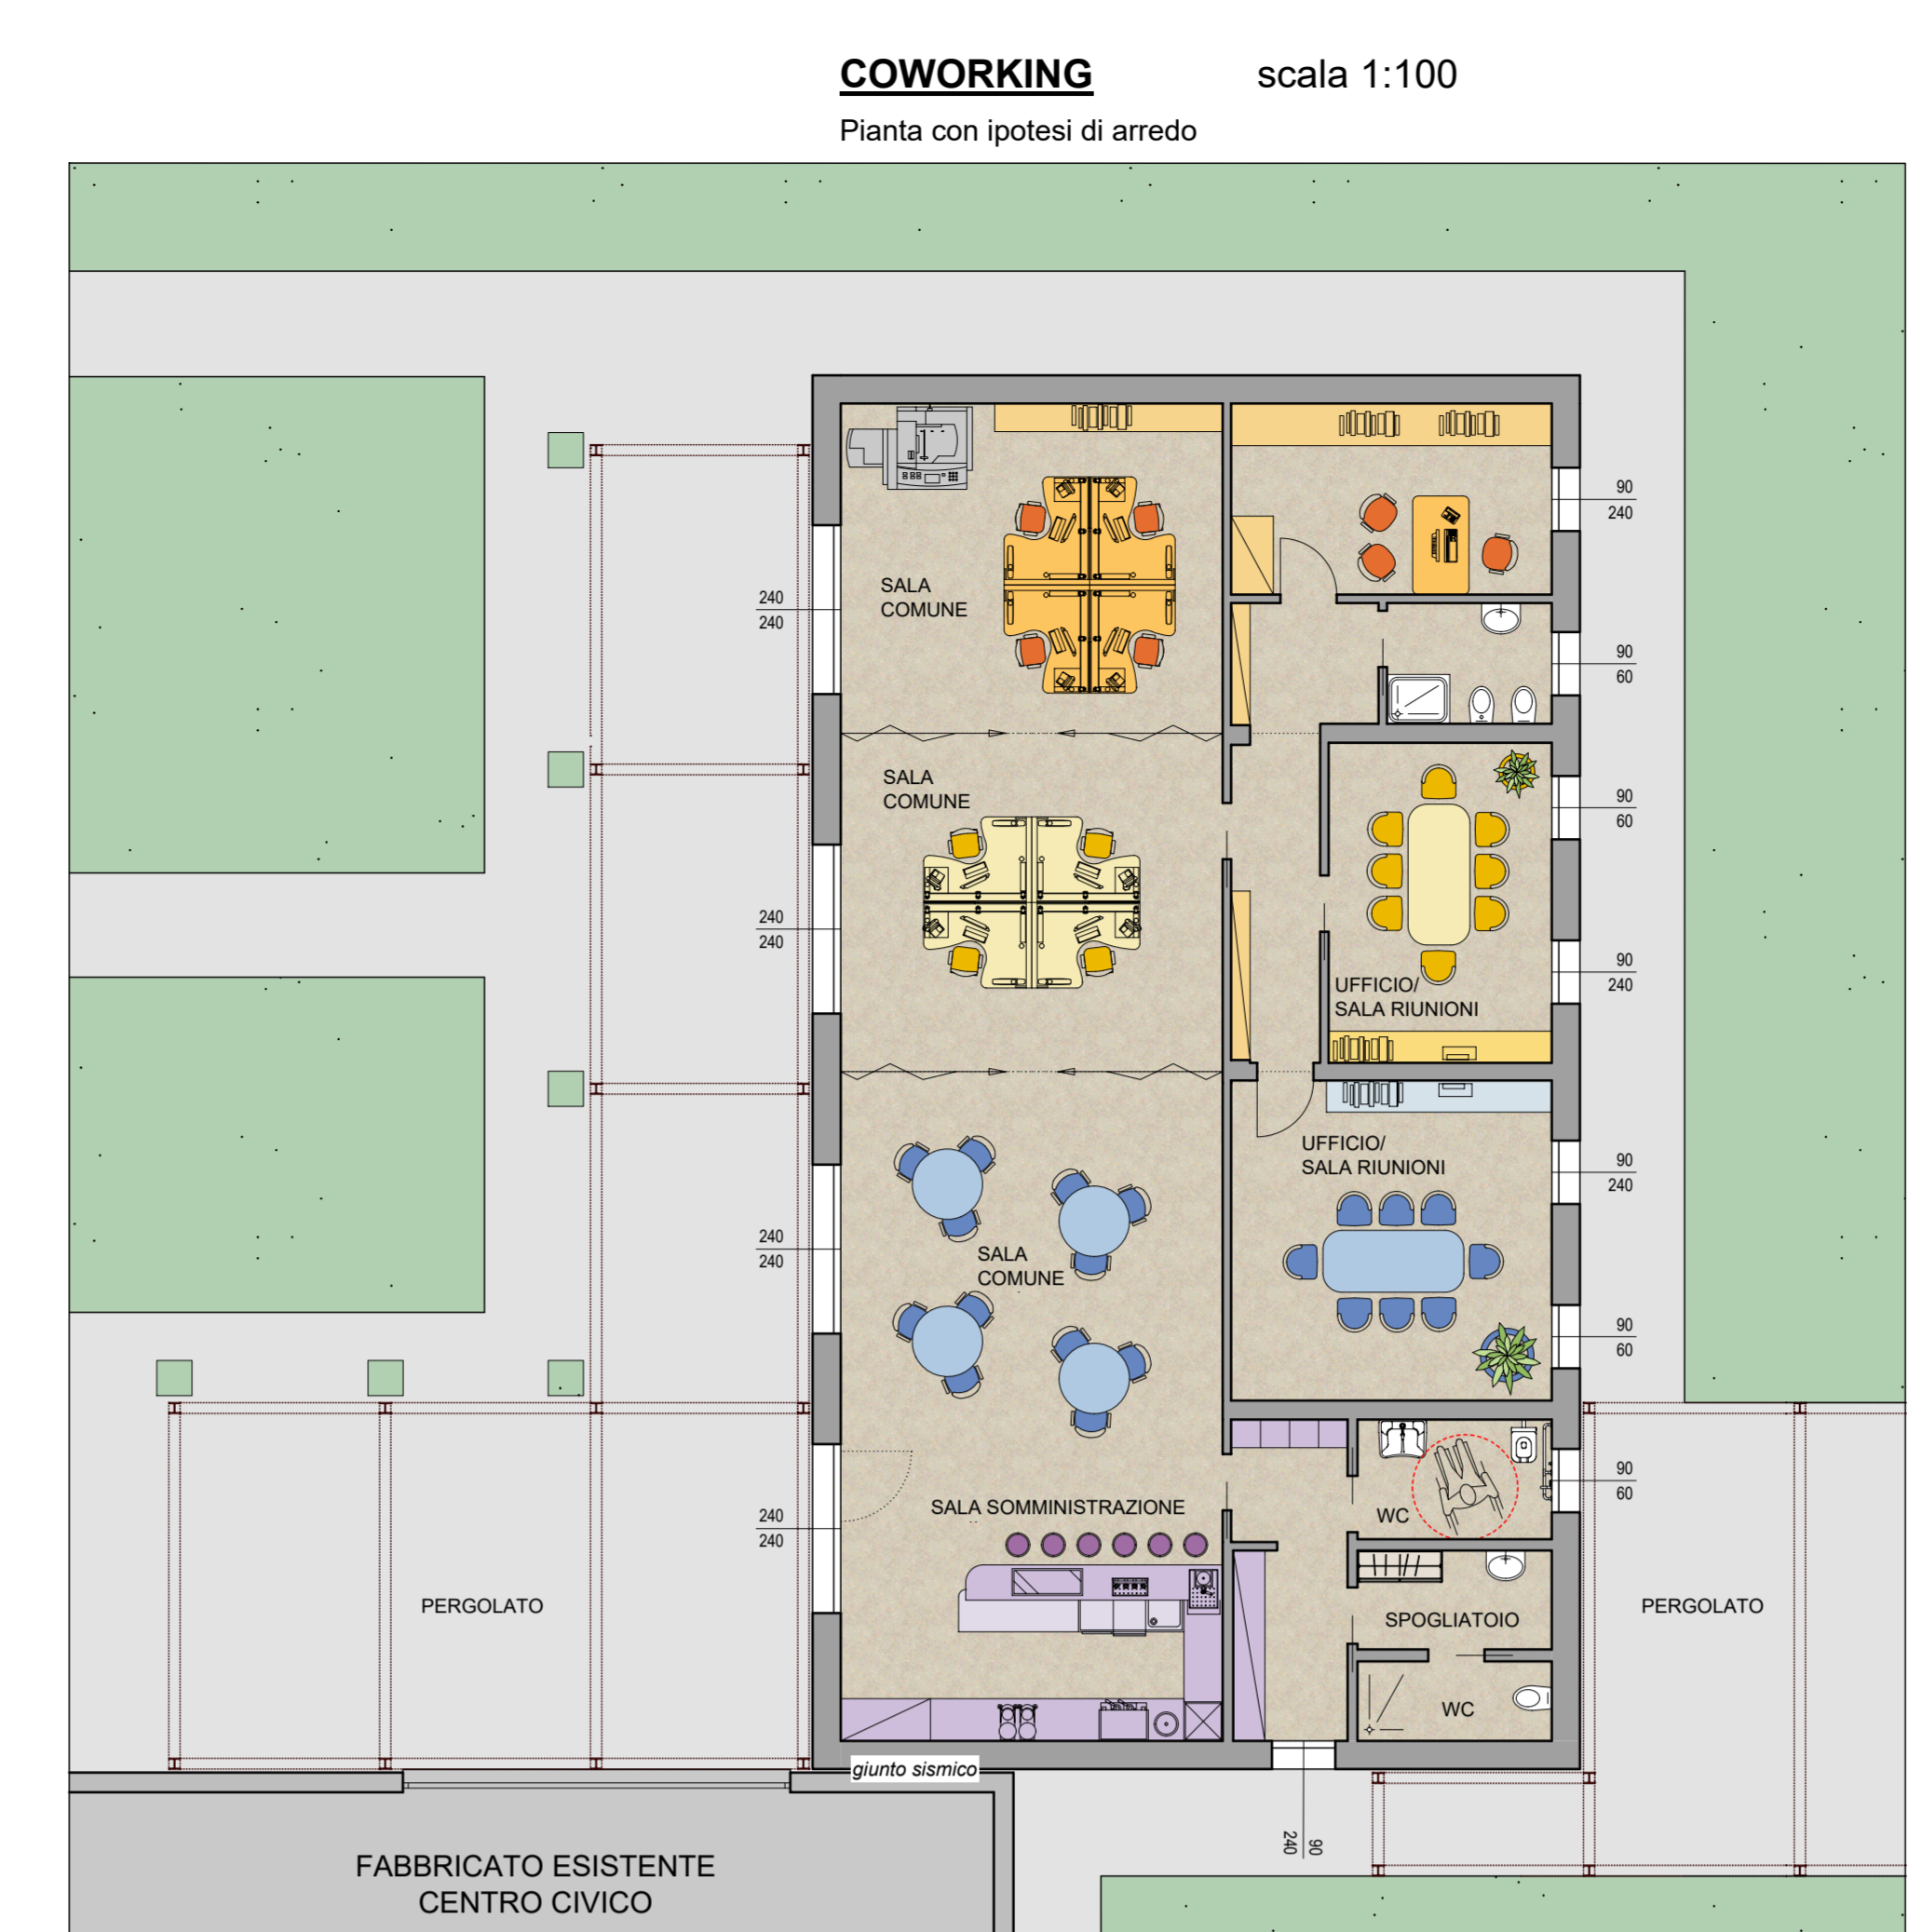 COWORKING scala 1:100
Pianta con ipotesi di arredo
90
240
SALA
COMUNE
240
240
90
60
SALA
COMUNE
90
60
240
240
90
240
UFFICIO/
SALA RIUNIONI
UFFICIO/
SALA RIUNIONI
90
240
240
240
SALA
COMUNE
90
60
90
60
SALA SOMMINISTRAZIONE
WC
240
240
PERGOLATO
SPOGLIATOIO
PERGOLATO
WC
giunto sismico
240
90
FABBRICATO ESISTENTE
CENTRO CIVICO